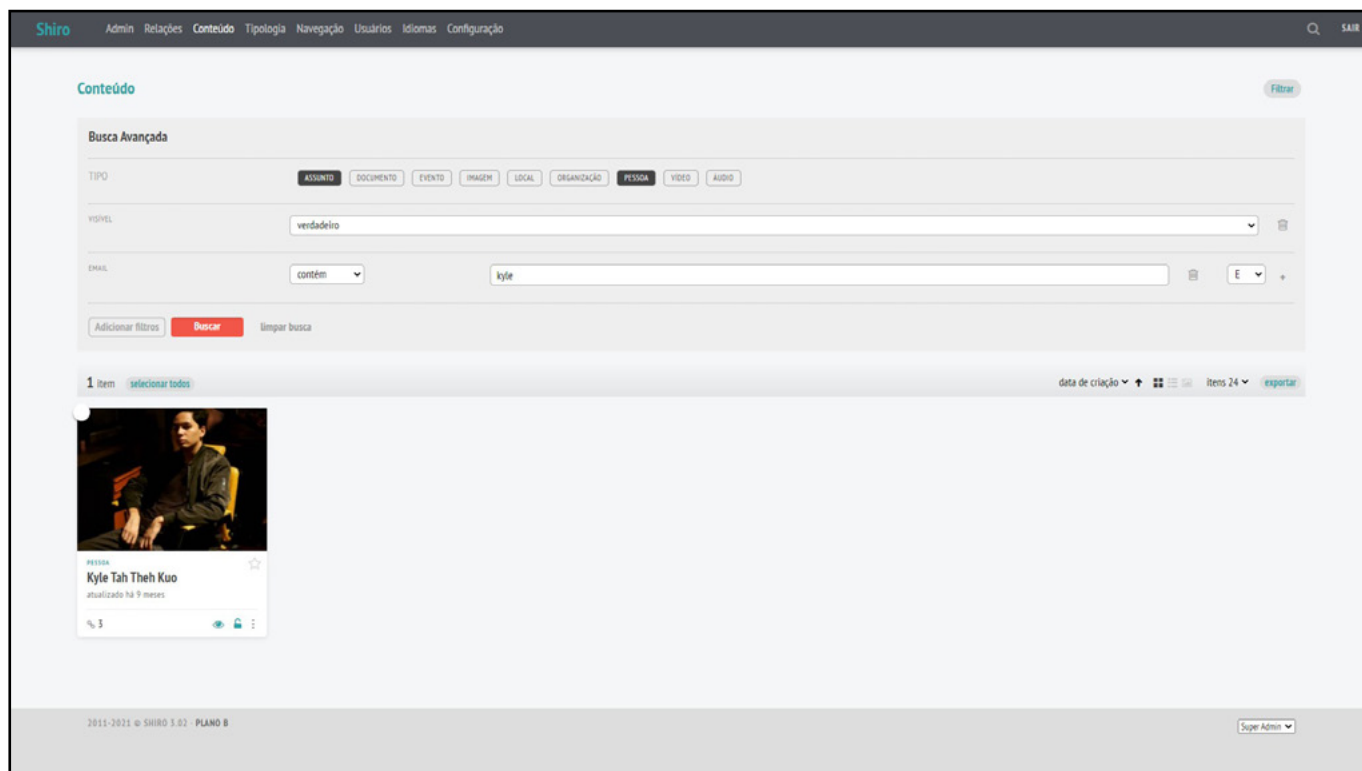 Shiro Admin Relações Conteúdo Tipologia Navegação Usuários Idiomas Configuração SAIR
Conteúdo Filtrar
Busca Avançada
TIPO ASSUNTO DOCUMENTO EVENTO IMAGEM LOCAL ORGANIZAÇÃO PESSOA VÍDEO ÁUDIO
VISÍVEL verdadeiro
EMAIL contém kyle E +
Adicionar filtros Buscar limpar busca
1 item selecionar todos data de criação itens 24 exportar
PESSOA
Kyle Tah Theh Kuo
atualizado há 9 meses
3
2011-2021 © SHIRO 3.02 - PLANO B Super Admin